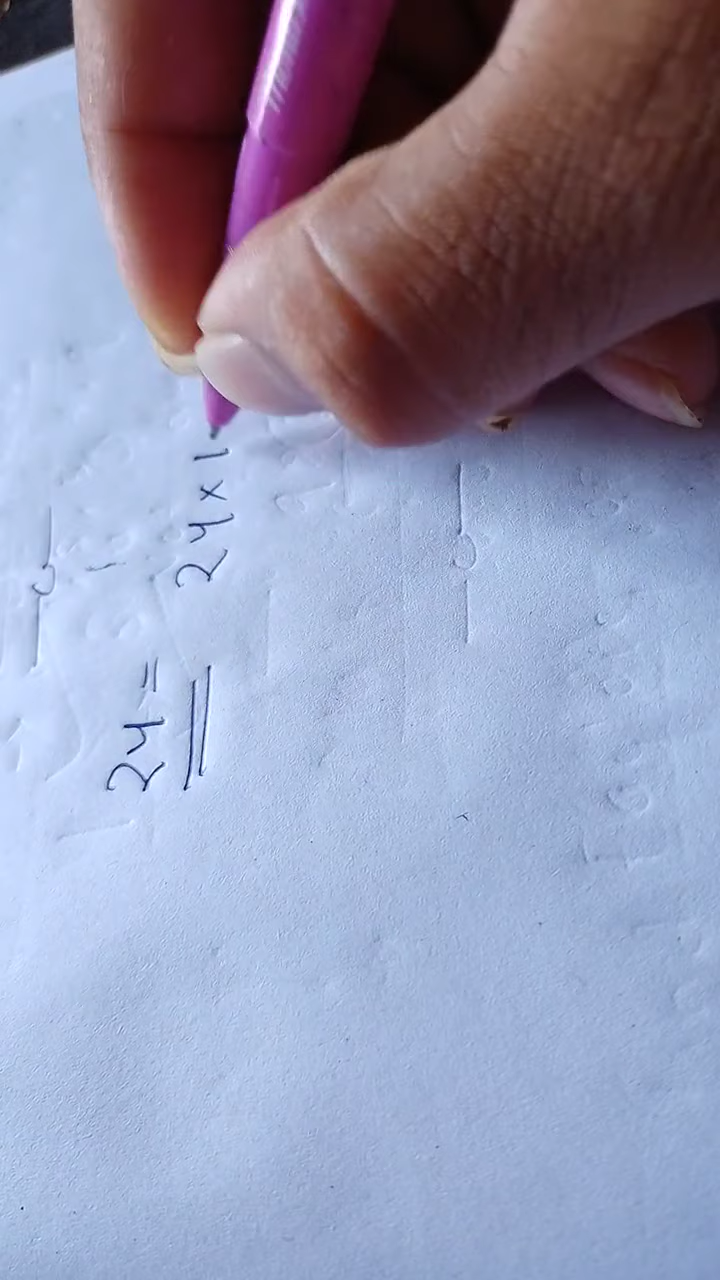 24 =
24 × 1